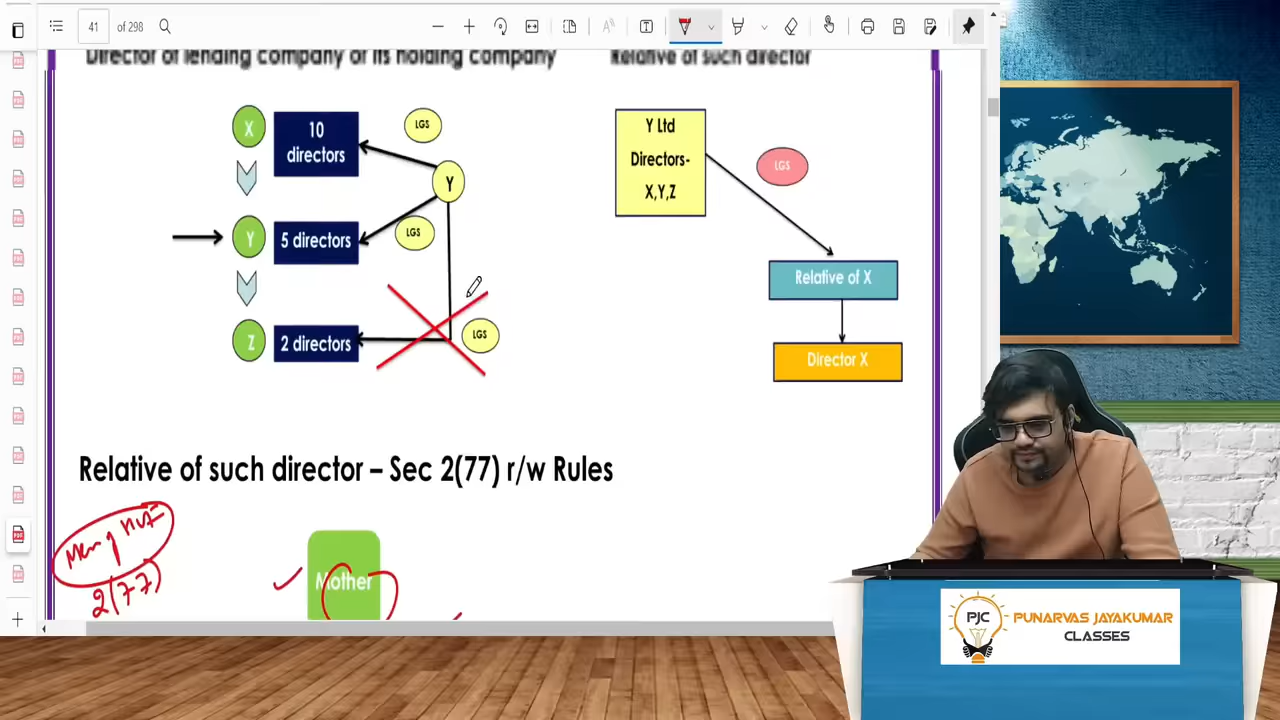 41 of 298
Director of lending company or its holding company
Relative of such director
X
10
directors
LGS
Y
Y
5 directors
LGS
Z
2 directors
LGS
Y Ltd
Directors-
X,Y,Z
LGS
Relative of X
Director X
Relative of such director – Sec 2(77) r/w Rules
2(77)
Mother
PJC
PUNARVAS JAYAKUMAR
CLASSES